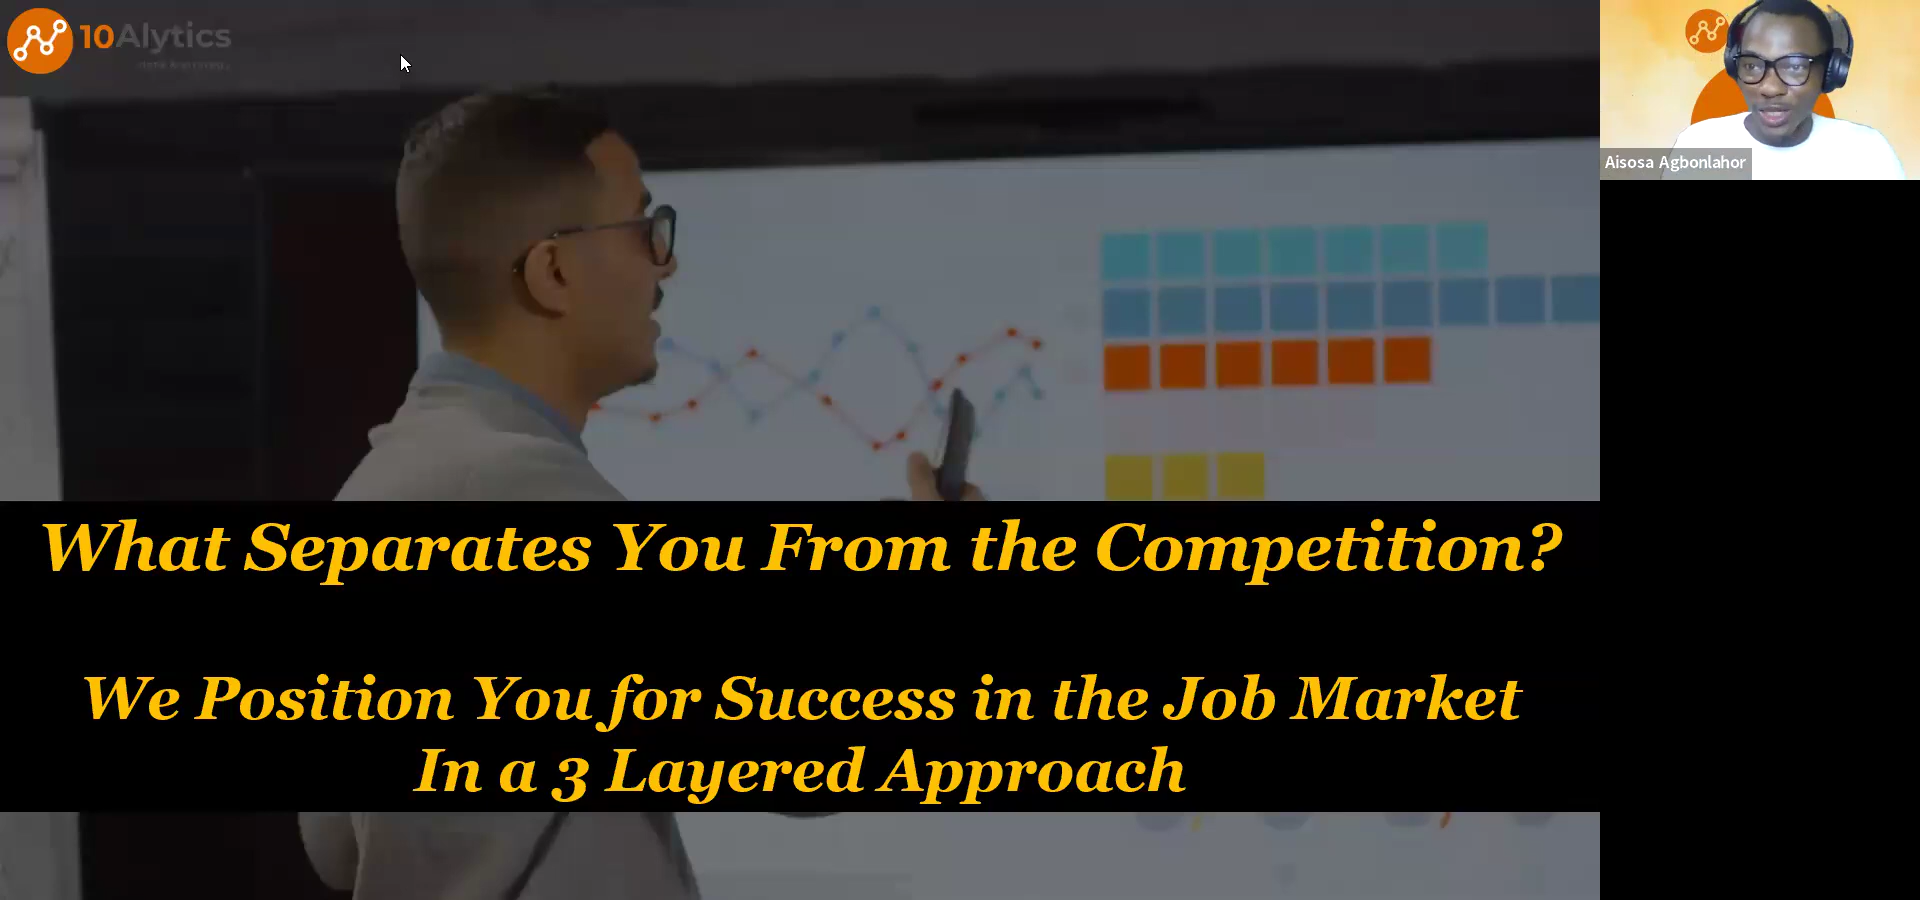 10Alytics
Aisosa Agbonlahor
What Separates You From the Competition?
We Position You for Success in the Job Market
In a 3 Layered Approach